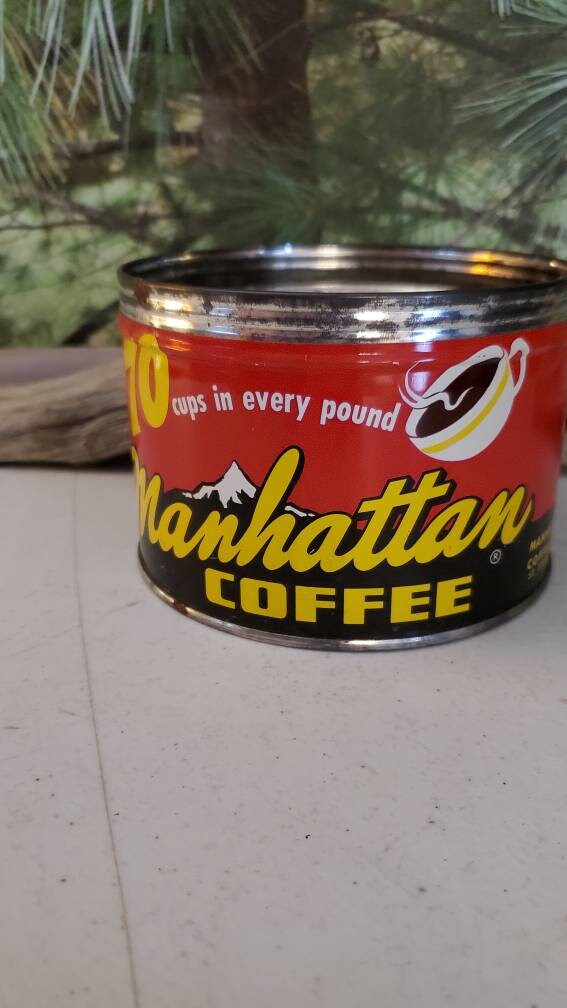 70
cups in every pound
Manhattan
®
COFFEE